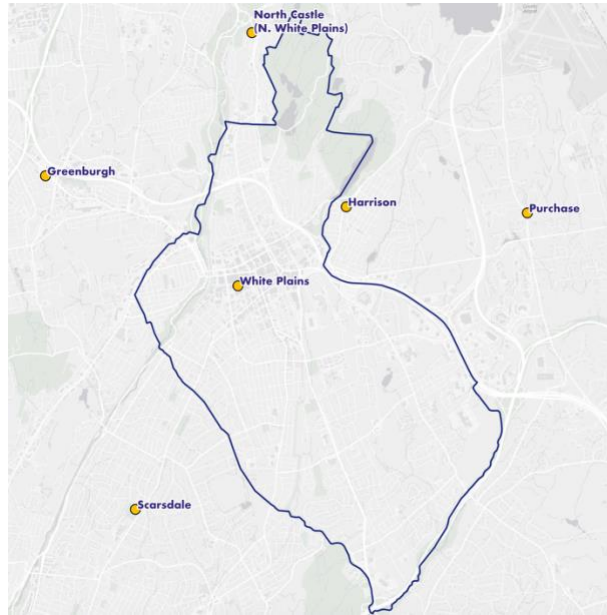 North Castle
(N. White Plains)
Greenburgh
Harrison
Purchase
White Plains
Scarsdale